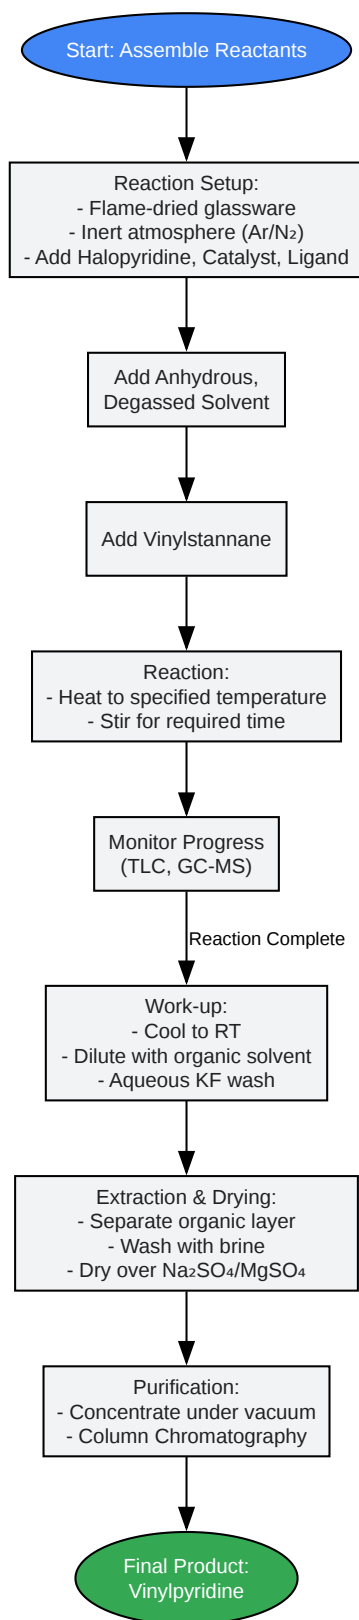 Start: Assemble Reactants
Reaction Setup:
- Flame-dried glassware
- Inert atmosphere (Ar/N₂)
- Add Halopyridine, Catalyst, Ligand
Add Anhydrous,
Degassed Solvent
Add Vinylstannane
Reaction:
- Heat to specified temperature
- Stir for required time
Monitor Progress
(TLC, GC-MS)
Reaction Complete
Work-up:
- Cool to RT
- Dilute with organic solvent
- Aqueous KF wash
Extraction & Drying:
- Separate organic layer
- Wash with brine
- Dry over Na₂SO₄/MgSO₄
Purification:
- Concentrate under vacuum
- Column Chromatography
Final Product:
Vinylpyridine